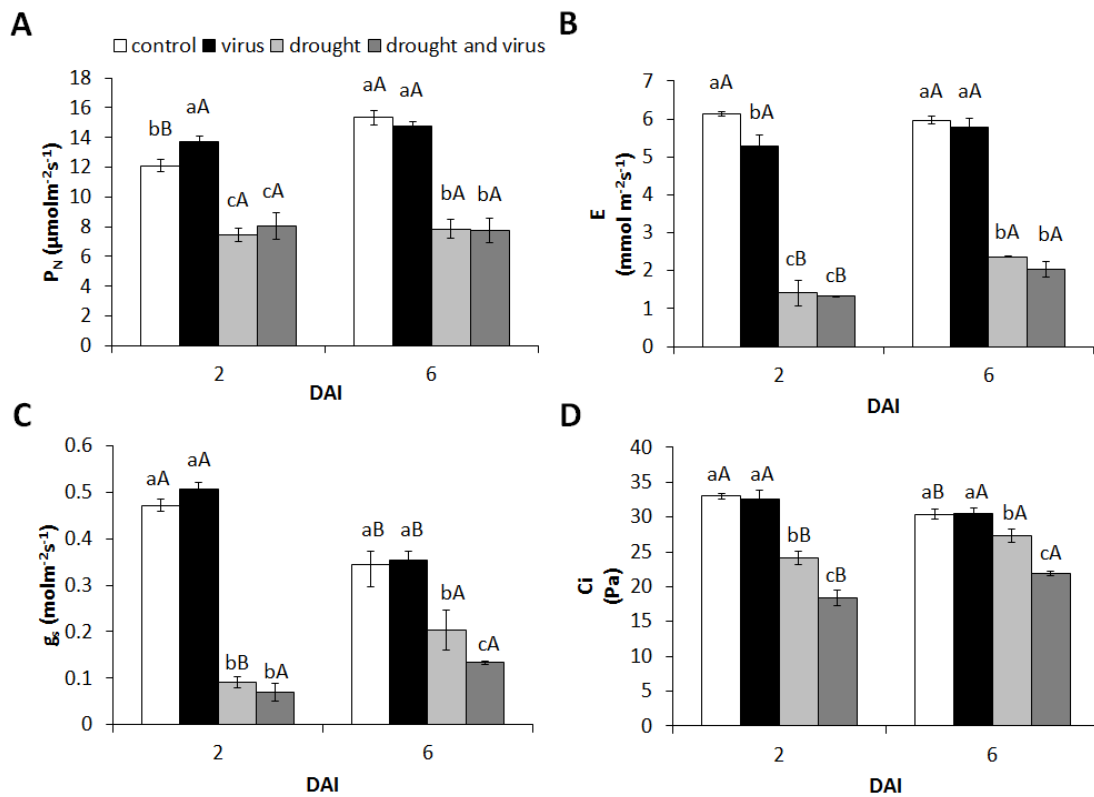 A
control virus drought drought and virus
18
16
14
12
10
8
6
4
2
0
P_N (µmolm⁻²s⁻¹)
bB aA cA cA aA aA bA bA
2 6
DAI
B
7
6
5
4
3
2
1
0
E
(mmol m⁻²s⁻¹)
aA bA cB cB aA aA bA bA
2 6
DAI
C
0.6
0.5
0.4
0.3
0.2
0.1
0
g_s (molm⁻²s⁻¹)
aA aA bB bA aB aB bA cA
2 6
DAI
D
40
35
30
25
20
15
10
5
0
Ci
(Pa)
aA aA bB cB aB aA bA cA
2 6
DAI